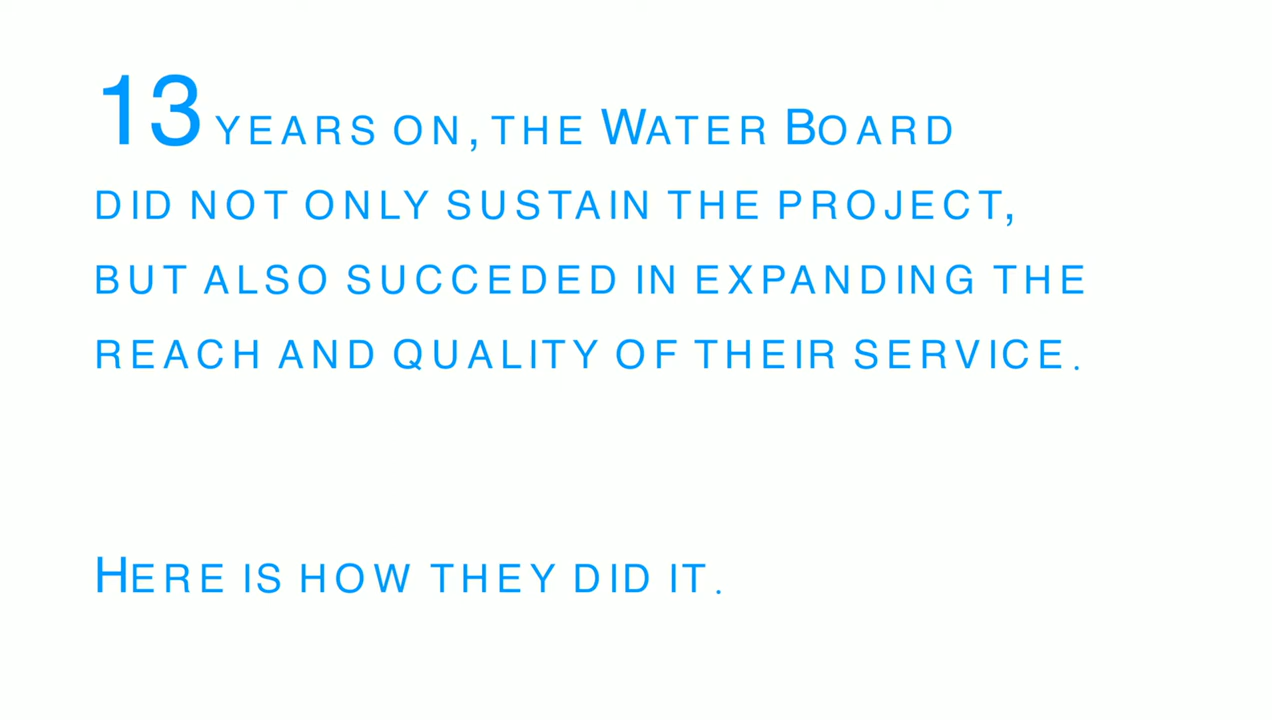 13 YEARS ON, THE WATER BOARD
DID NOT ONLY SUSTAIN THE PROJECT,
BUT ALSO SUCCEDED IN EXPANDING THE
REACH AND QUALITY OF THEIR SERVICE.
HERE IS HOW THEY DID IT.